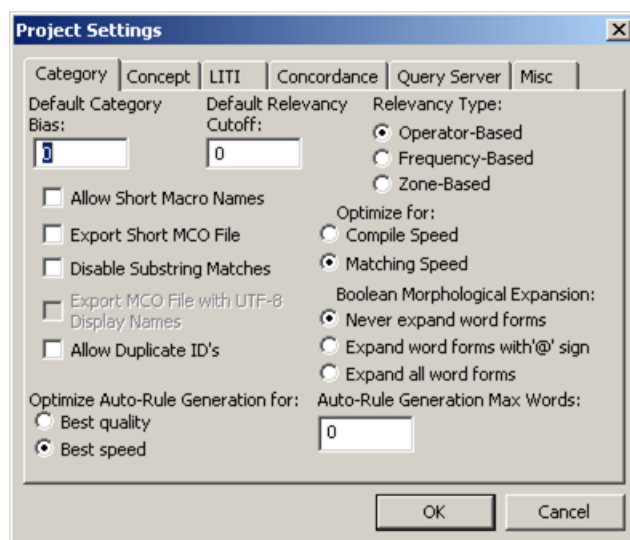 Project Settings
Category Concept LITI Concordance Query Server Misc
Default Category
Bias:
0
Default Relevancy
Cutoff:
0
Relevancy Type:
Operator-Based
Frequency-Based
Zone-Based
Allow Short Macro Names
Export Short MCO File
Disable Substring Matches
Export MCO File with UTF-8
Display Names
Allow Duplicate ID's
Optimize for:
Compile Speed
Matching Speed
Boolean Morphological Expansion:
Never expand word forms
Expand word forms with'@' sign
Expand all word forms
Optimize Auto-Rule Generation for:
Best quality
Best speed
Auto-Rule Generation Max Words:
0
OK Cancel